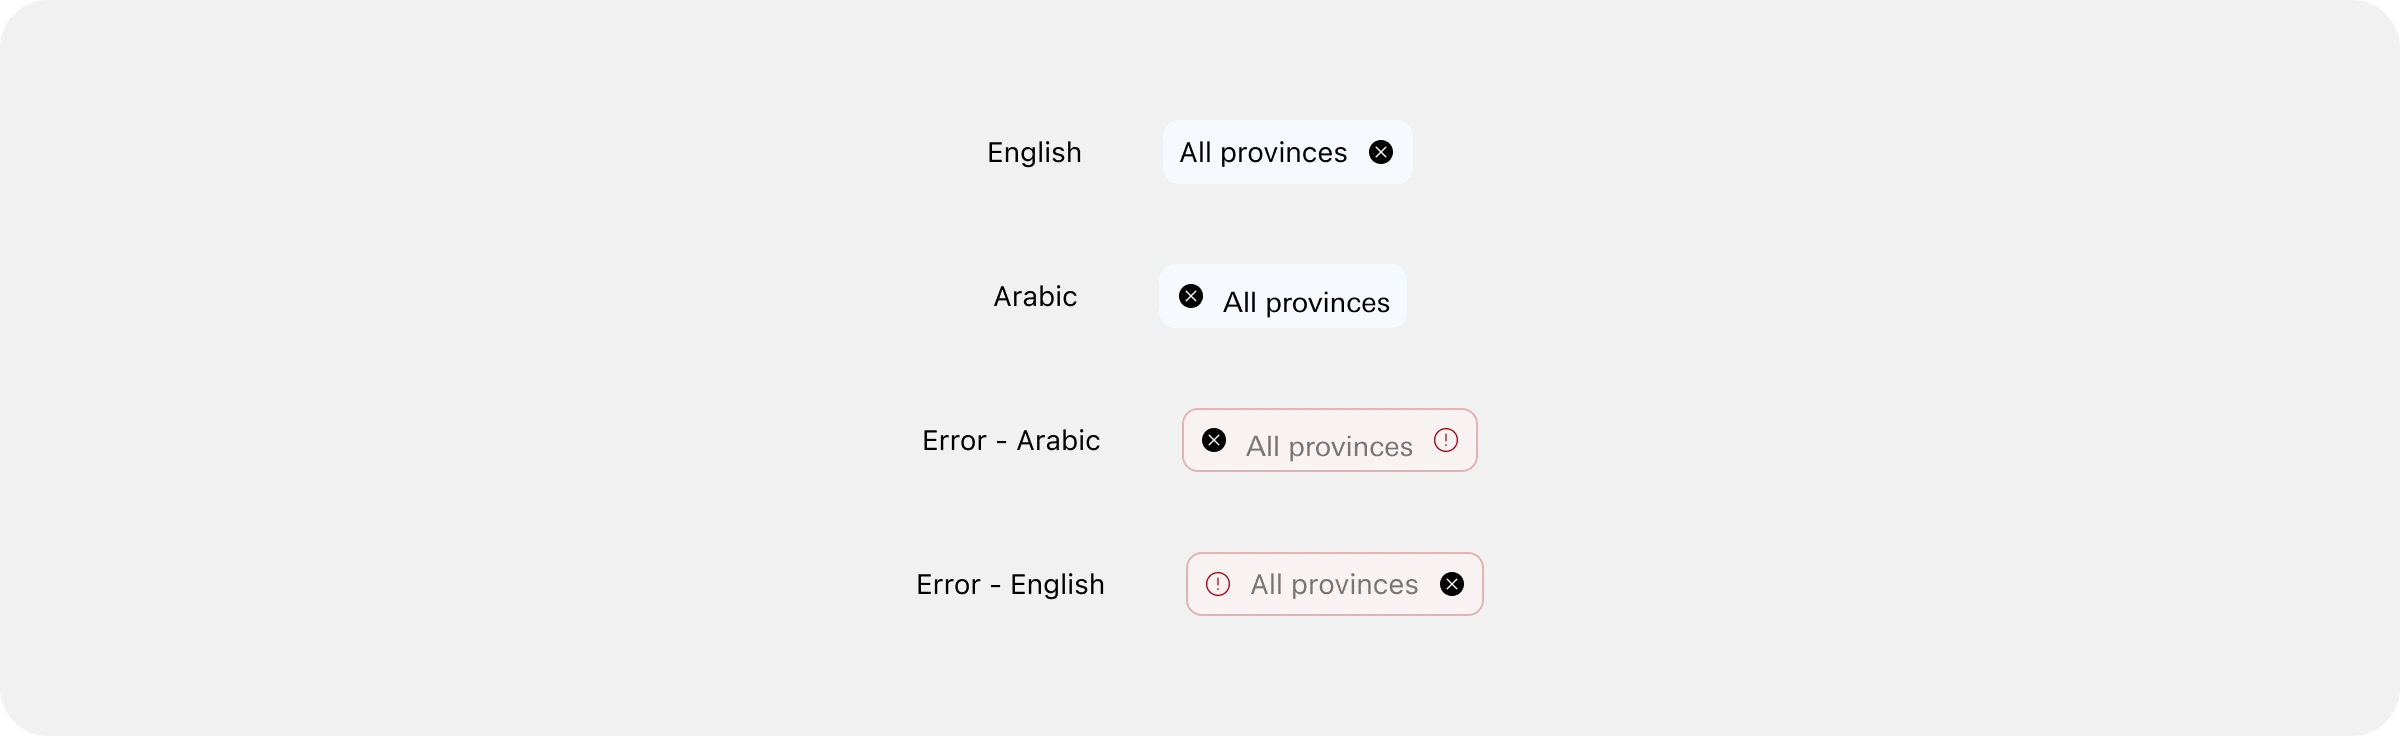 English All provinces
Arabic All provinces
Error - Arabic All provinces
Error - English All provinces